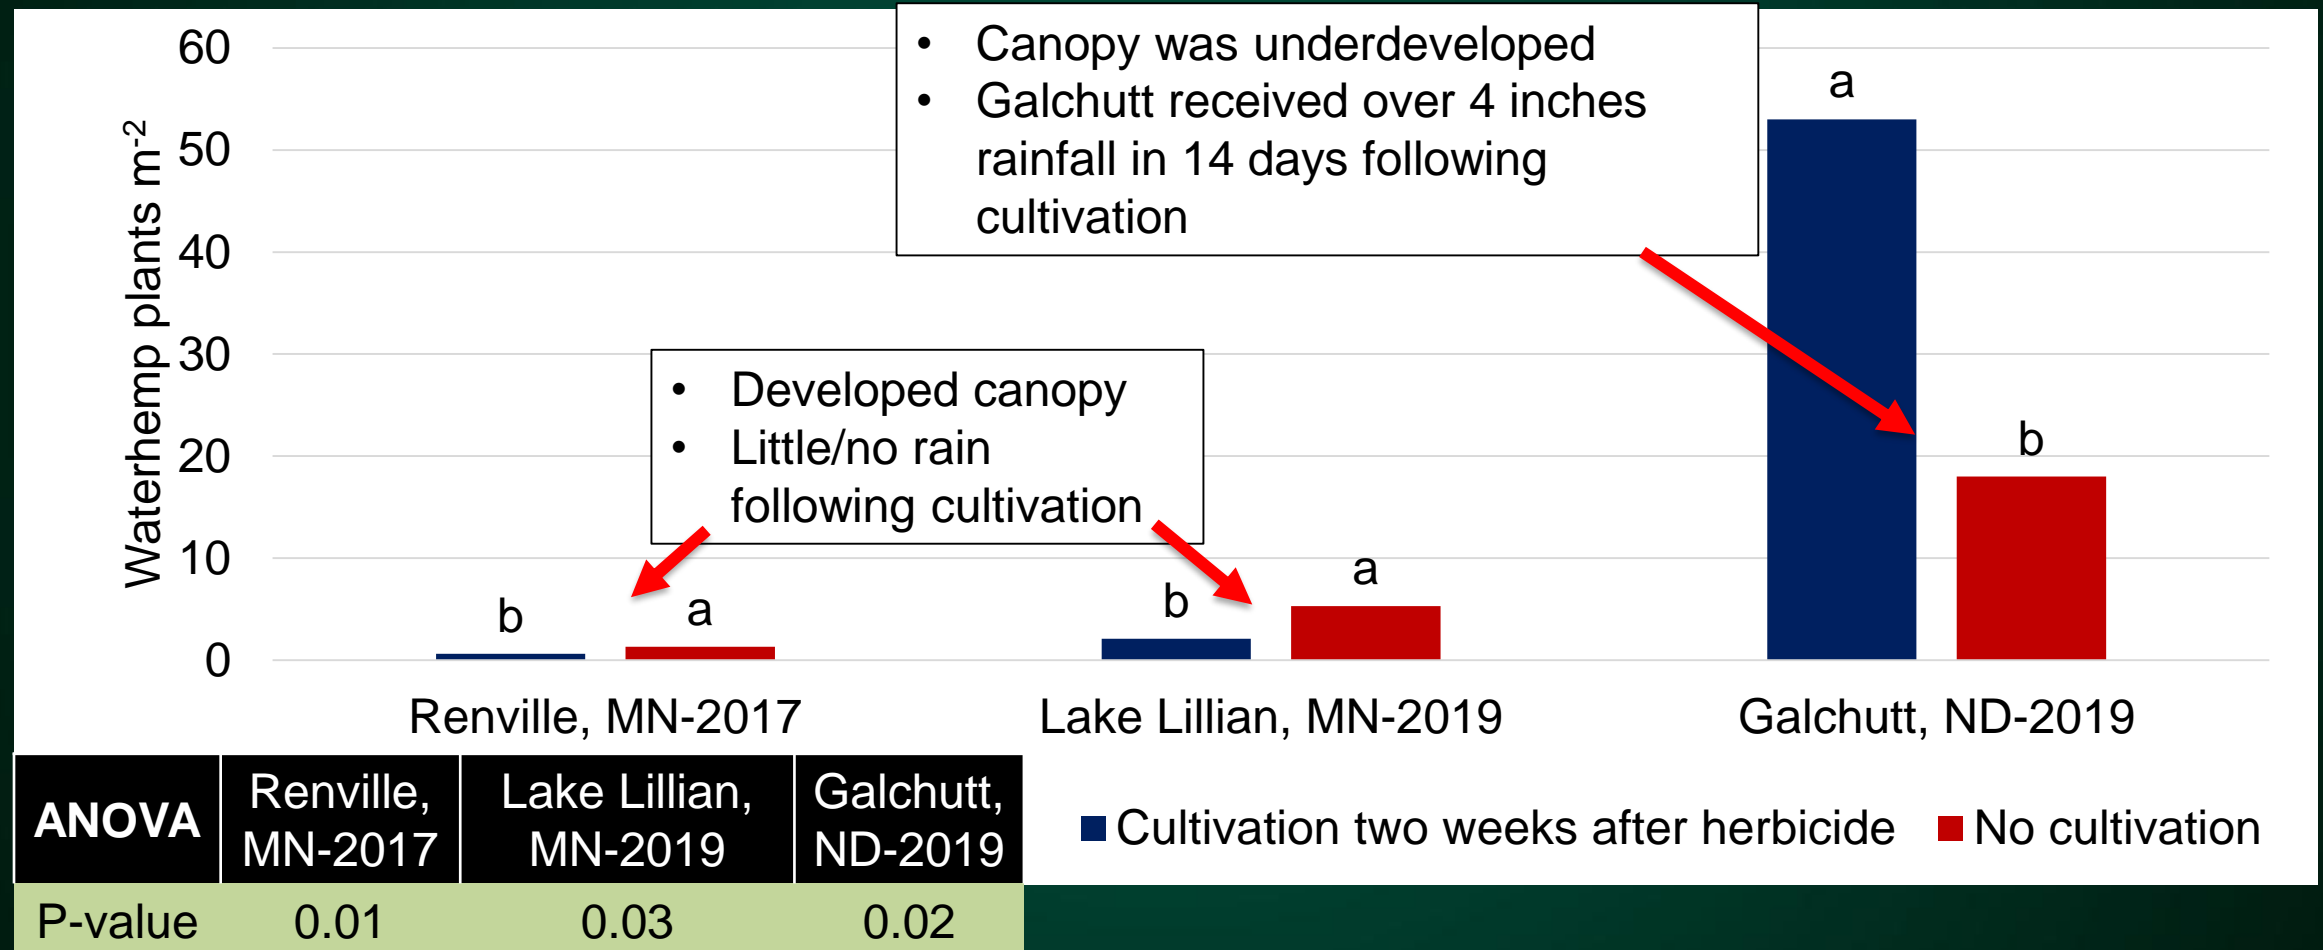 60
50
40
30
20
10
0
Waterhemp plants m-2
• Canopy was underdeveloped
• Galchutt received over 4 inches
rainfall in 14 days following
cultivation
• Developed canopy
• Little/no rain
following cultivation
b
a
b
a
a
b
Renville, MN-2017
Lake Lillian, MN-2019
Galchutt, ND-2019
Cultivation two weeks after herbicide
No cultivation
ANOVA
Renville,
MN-2017
Lake Lillian,
MN-2019
Galchutt,
ND-2019
P-value 0.01 0.03 0.02